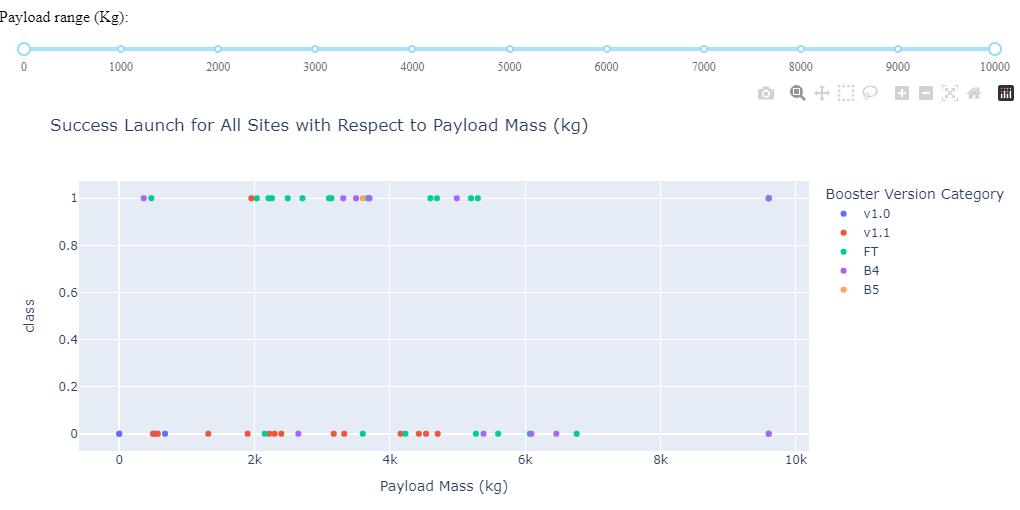 Payload range (Kg):
0 1000 2000 3000 4000 5000 6000 7000 8000 9000 10000
Success Launch for All Sites with Respect to Payload Mass (kg)
Booster Version Category
v1.0
v1.1
FT
B4
B5
class
1
0.8
0.6
0.4
0.2
0
0 2k 4k 6k 8k 10k
Payload Mass (kg)